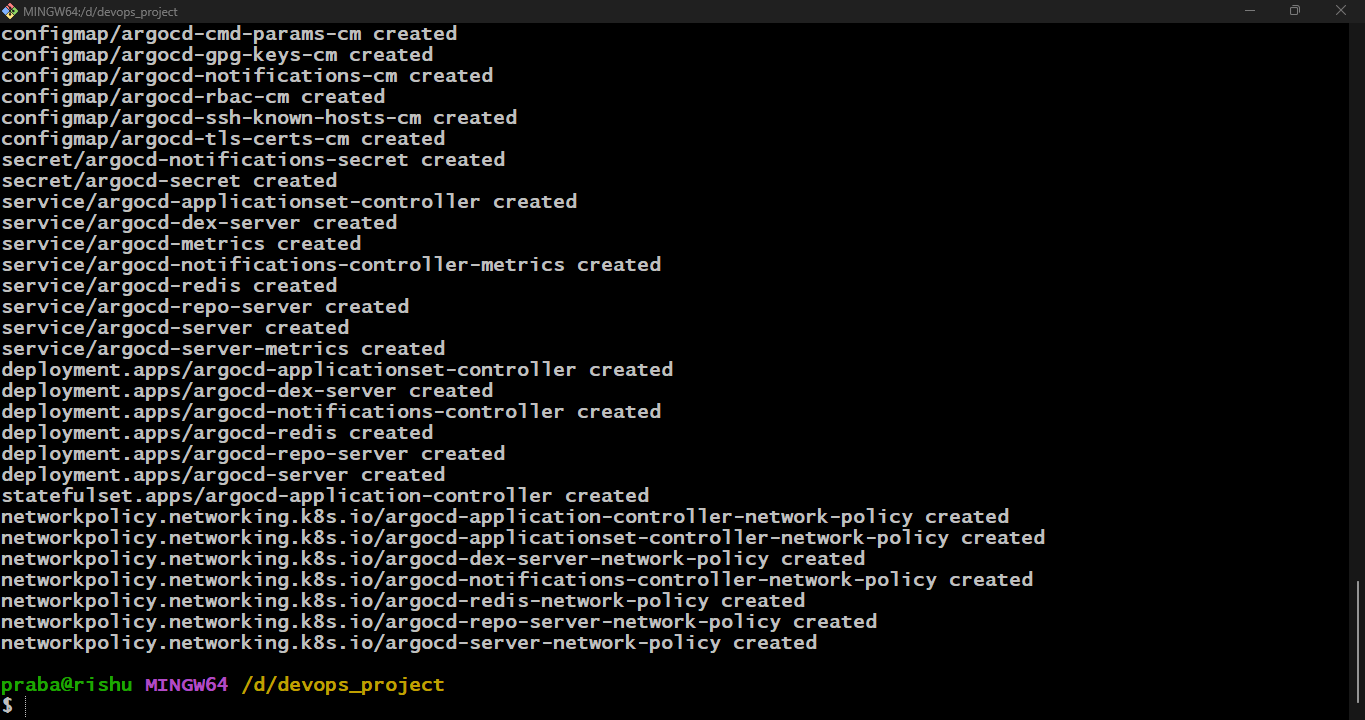 MINGW64:/d/devops_project
configmap/argocd-cmd-params-cm created
configmap/argocd-gpg-keys-cm created
configmap/argocd-notifications-cm created
configmap/argocd-rbac-cm created
configmap/argocd-ssh-known-hosts-cm created
configmap/argocd-tls-certs-cm created
secret/argocd-notifications-secret created
secret/argocd-secret created
service/argocd-applicationset-controller created
service/argocd-dex-server created
service/argocd-metrics created
service/argocd-notifications-controller-metrics created
service/argocd-redis created
service/argocd-repo-server created
service/argocd-server created
service/argocd-server-metrics created
deployment.apps/argocd-applicationset-controller created
deployment.apps/argocd-dex-server created
deployment.apps/argocd-notifications-controller created
deployment.apps/argocd-redis created
deployment.apps/argocd-repo-server created
deployment.apps/argocd-server created
statefulset.apps/argocd-application-controller created
networkpolicy.networking.k8s.io/argocd-application-controller-network-policy created
networkpolicy.networking.k8s.io/argocd-applicationset-controller-network-policy created
networkpolicy.networking.k8s.io/argocd-dex-server-network-policy created
networkpolicy.networking.k8s.io/argocd-notifications-controller-network-policy created
networkpolicy.networking.k8s.io/argocd-redis-network-policy created
networkpolicy.networking.k8s.io/argocd-repo-server-network-policy created
networkpolicy.networking.k8s.io/argocd-server-network-policy created
praba@rishu MINGW64 /d/devops_project
$